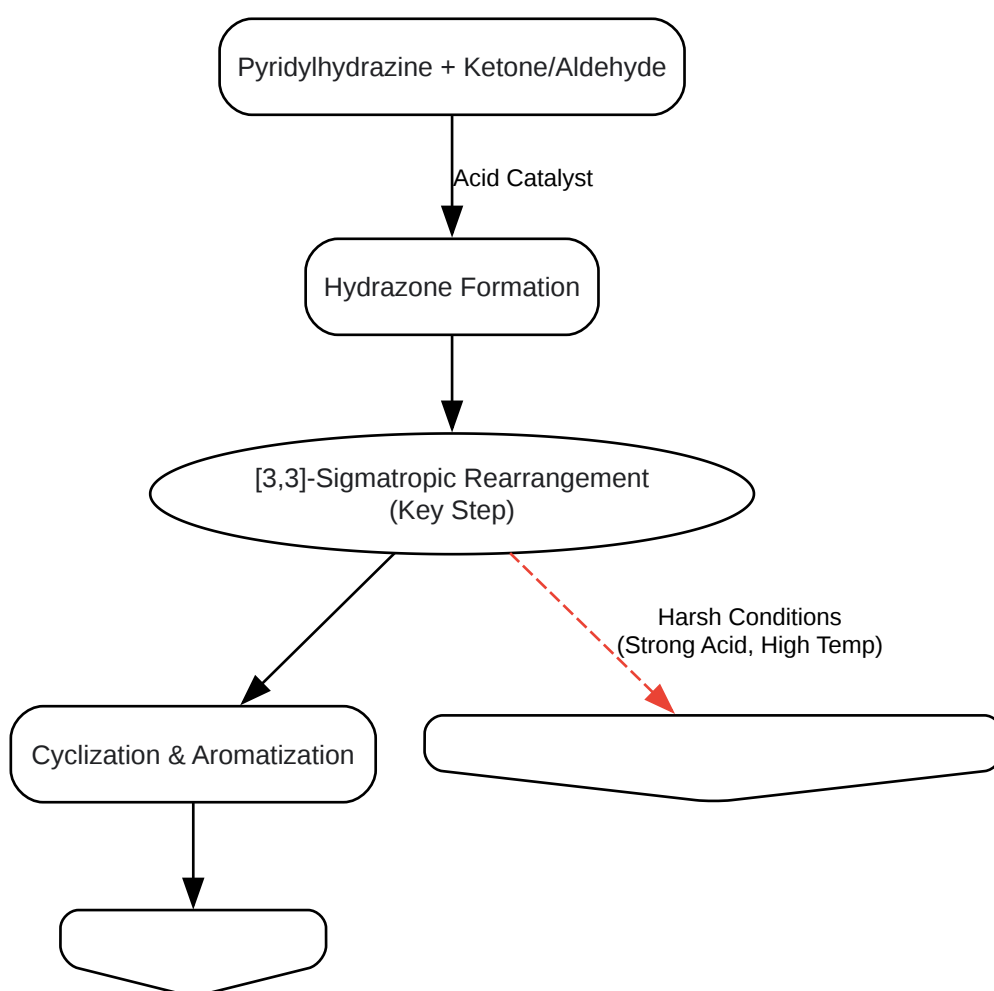 Pyridylhydrazine + Ketone/Aldehyde
Acid Catalyst
Hydrazone Formation
[3,3]-Sigmatropic Rearrangement
(Key Step)
Harsh Conditions
(Strong Acid, High Temp)
Cyclization & Aromatization